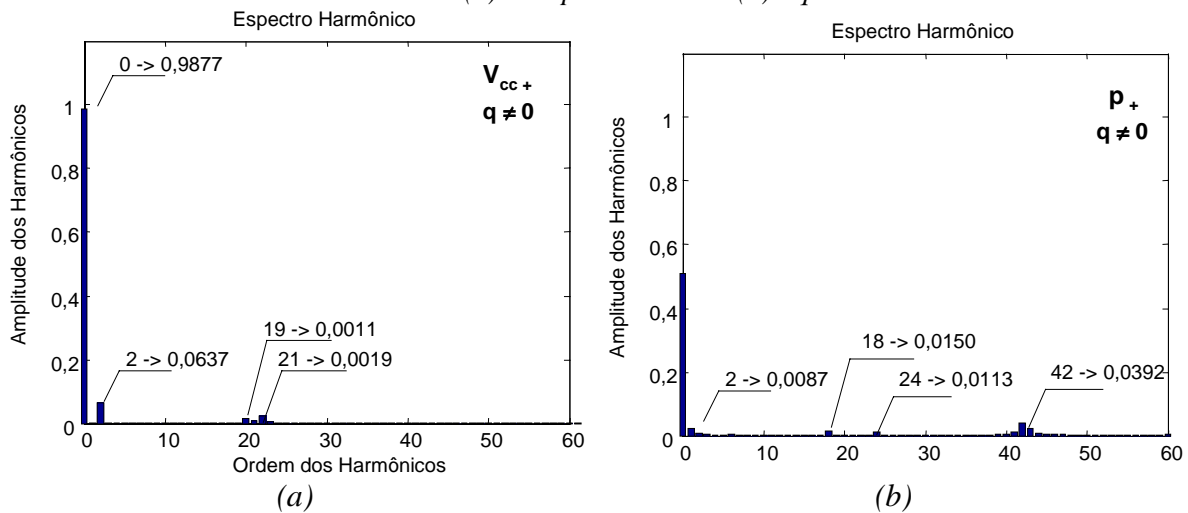 Espectro Harmônico
0 -> 0,9877
V cc +
q ≠ 0
1
0,8
0,6
0,4
0,2
0
19 -> 0,0011
2 -> 0,0637
21 -> 0,0019
0 10 20 30 40 50 60
Amplitude dos Harmônicos
Ordem dos Harmônicos
(a)
Espectro Harmônico
p +
q ≠ 0
1
0,8
0,6
0,4
0,2
0
18 -> 0,0150
2 -> 0,0087
24 -> 0,0113
42 -> 0,0392
0 10 20 30 40 50 60
Amplitude dos Harmônicos
(b)